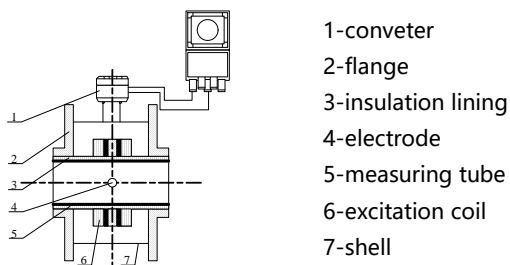 1-conveter
2-flange
3-insulation lining
4-electrode
5-measuring tube
6-excitation coil
7-shell
1
2
3
4
5
6
7